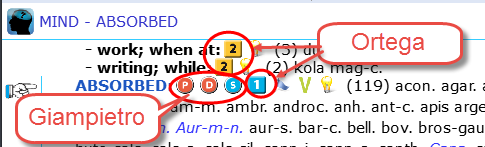 MIND - ABSORBED
- work; when at: 2 (3) du
Ortega
- writing; while: 2 (2) kola mag-c.
ABSORBED: P D S 1 V (119) acon. agar. a
Giampietro
am-m. ambr. androc. anh. ant-c. apis arge
n. Aur-m-n. aur-s. bar-c. bell. bov. bros-gau